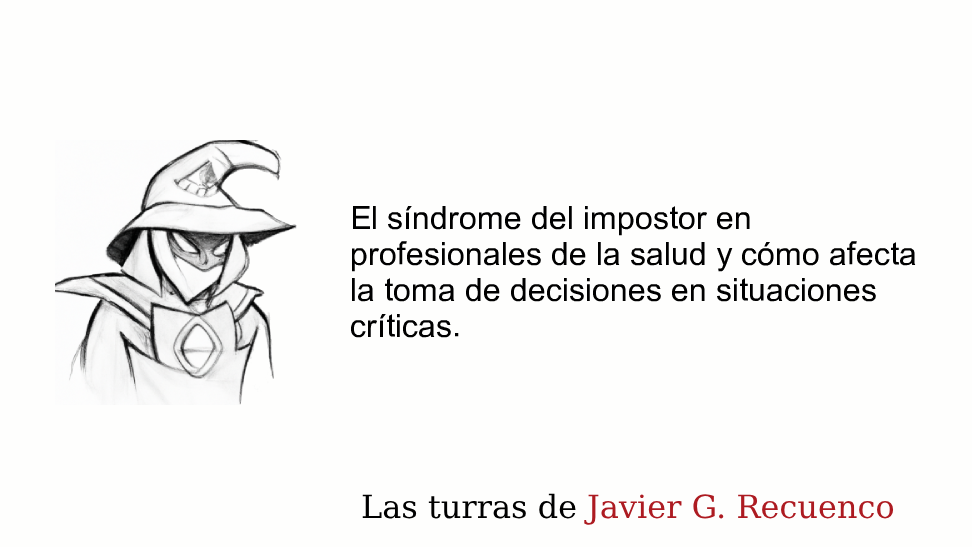 El síndrome del impostor en
profesionales de la salud y cómo afecta
la toma de decisiones en situaciones
críticas.
Las turras de Javier G. Recuenco